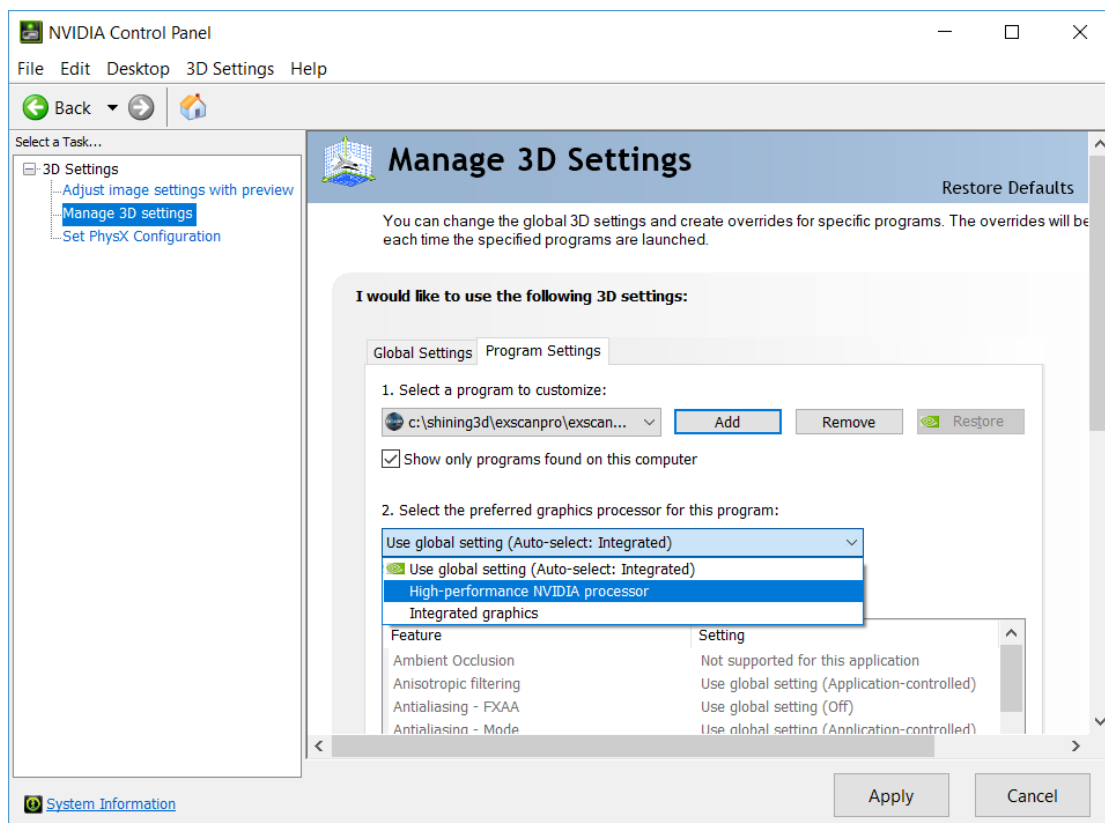 NVIDIA Control Panel
File Edit Desktop 3D Settings Help
Back
Select a Task...
3D Settings
Adjust image settings with preview
Manage 3D settings
Set PhysX Configuration
System Information
Manage 3D Settings
Restore Defaults
You can change the global 3D settings and create overrides for specific programs. The overrides will be
each time the specified programs are launched.
I would like to use the following 3D settings:
Global Settings Program Settings
1. Select a program to customize:
c:\shining3d\exscanpro\exscan... Add Remove Restore
Show only programs found on this computer
2. Select the preferred graphics processor for this program:
Use global setting (Auto-select: Integrated)
Use global setting (Auto-select: Integrated)
High-performance NVIDIA processor
Integrated graphics
Feature Setting
Ambient Occlusion Not supported for this application
Anisotropic filtering Use global setting (Application-controlled)
Antialiasing - FXAA Use global setting (Off)
Antialiasing - Mode Use global setting (Application-controlled)
Apply Cancel